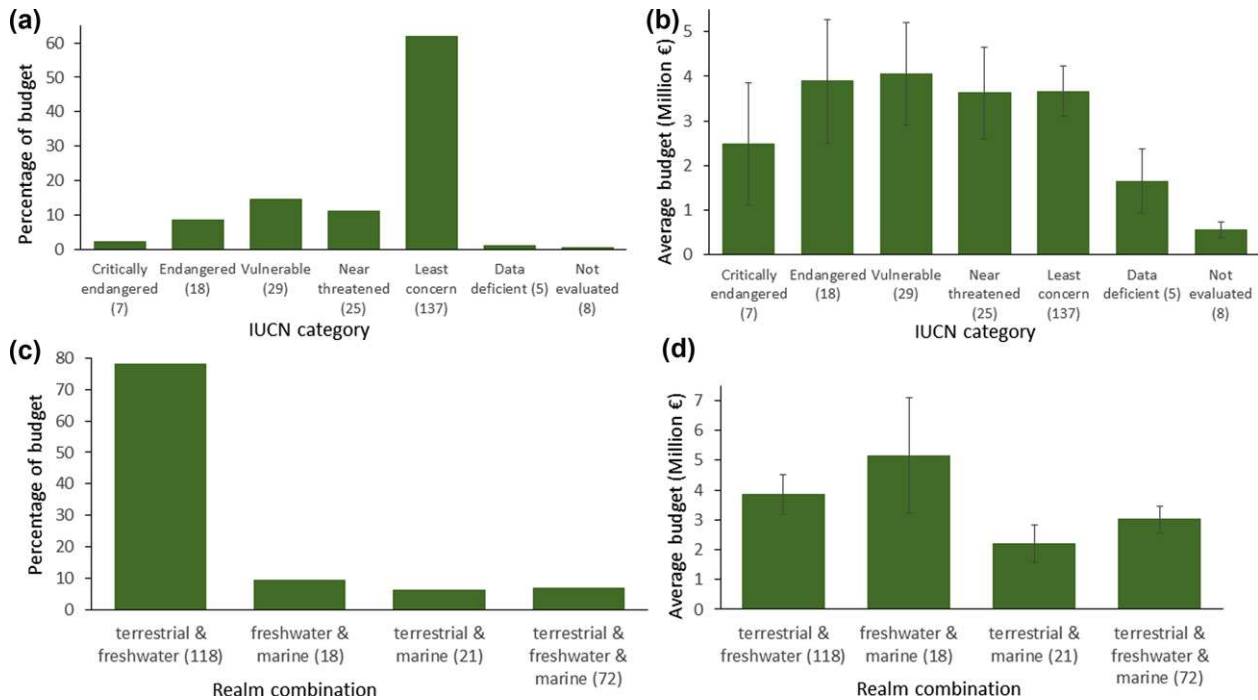 (a)
Percentage of budget
60
50
40
30
20
10
0
Critically
endangered
(7)
Endangered
(18)
Vulnerable
(29)
Near
threatened
(25)
Least
concern
(137)
Data
deficient (5)
Not
evaluated
(8)
IUCN category
(b)
Average budget (Million €)
5
4
3
2
1
0
Critically
endangered
(7)
Endangered
(18)
Vulnerable
(29)
Near
threatened
(25)
Least
concern
(137)
Data
deficient (5)
Not
evaluated
(8)
IUCN category
(c)
Percentage of budget
80
70
60
50
40
30
20
10
0
terrestrial &
freshwater (118)
freshwater &
marine (18)
terrestrial &
marine (21)
terrestrial &
freshwater &
marine (72)
Realm combination
(d)
Average budget (Million €)
7
6
5
4
3
2
1
0
terrestrial &
freshwater (118)
freshwater &
marine (18)
terrestrial &
marine (21)
terrestrial &
freshwater &
marine (72)
Realm combination